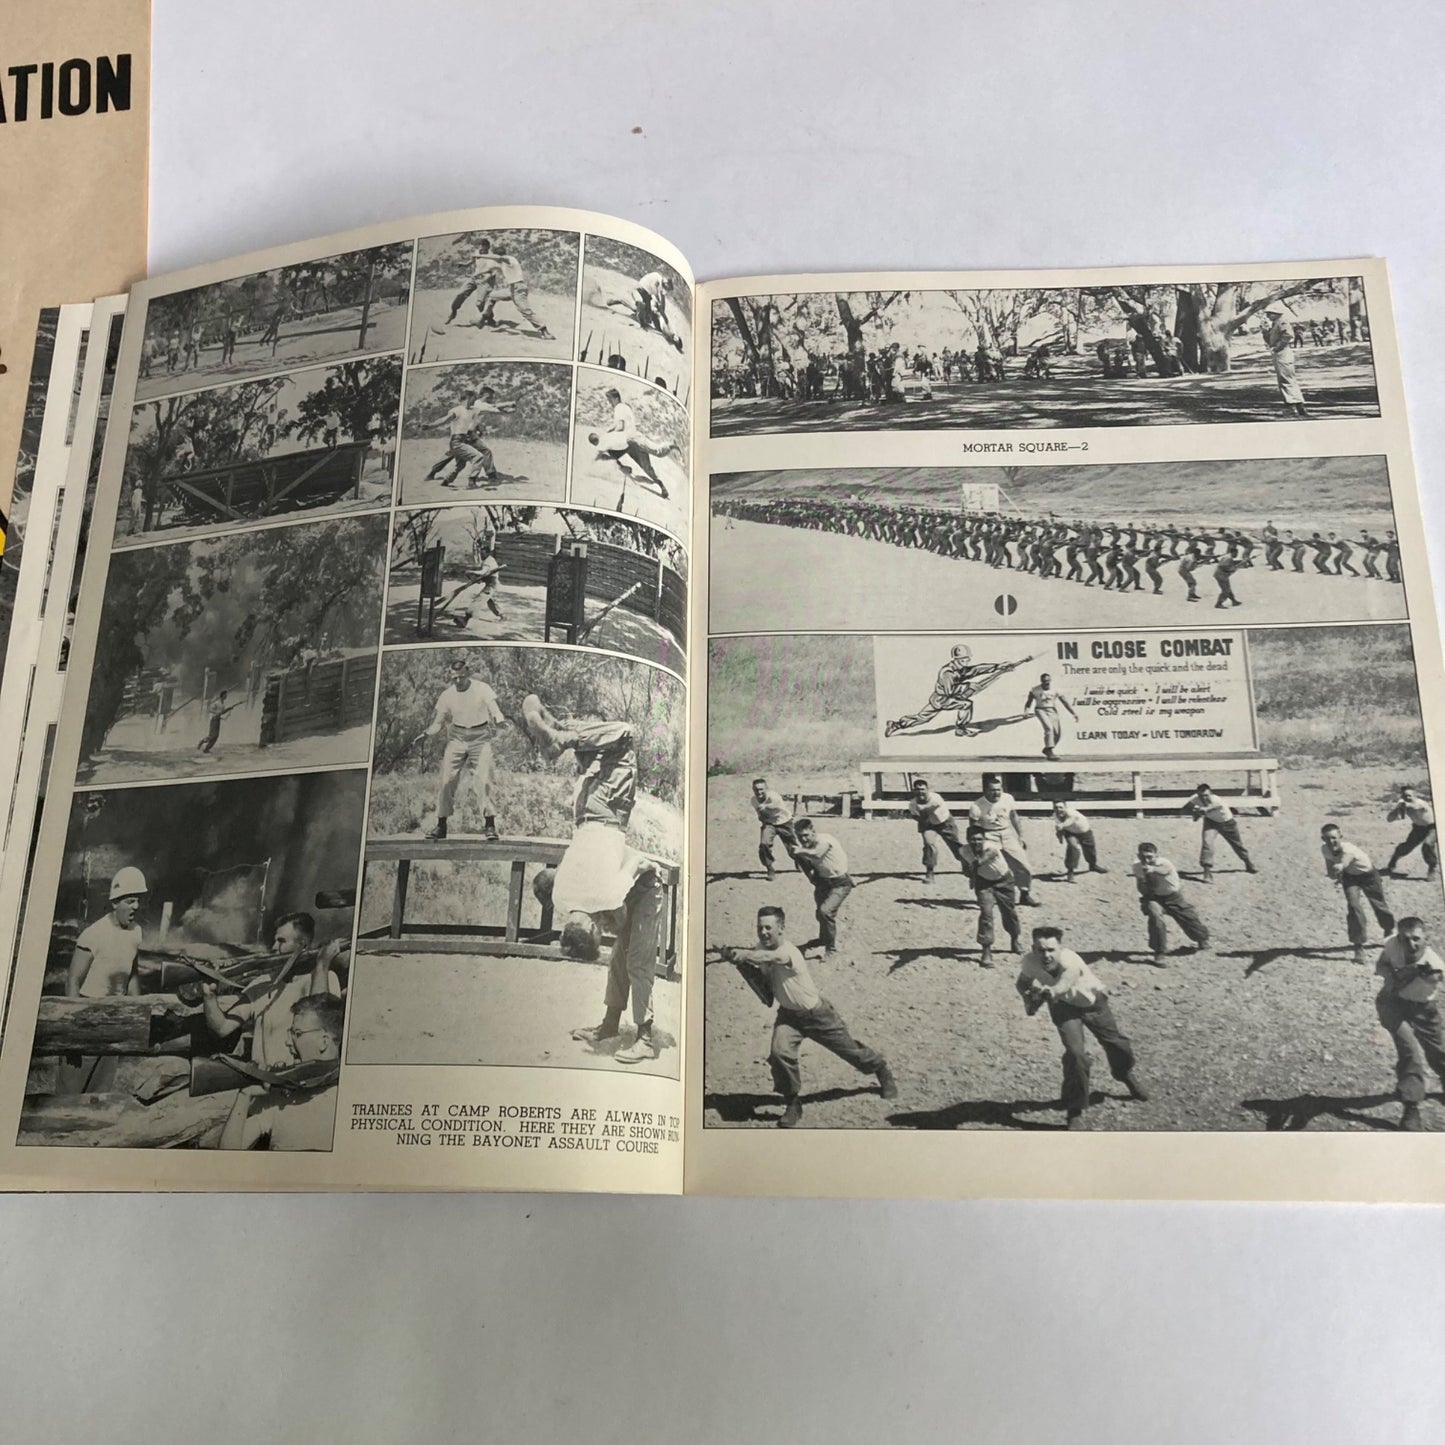 ATION
TRAINEES AT CAMP ROBERTS ARE ALWAYS IN TOP
PHYSICAL CONDITION. HERE THEY ARE SHOWN RUN-
NING THE BAYONET ASSAULT COURSE
MORTAR SQUARE—2
IN CLOSE COMBAT
There are only the quick and the dead
I will be quick • I will be alert
I will be aggressive • I will be relentless
Cold steel is my weapon
LEARN TODAY - LIVE TOMORROW